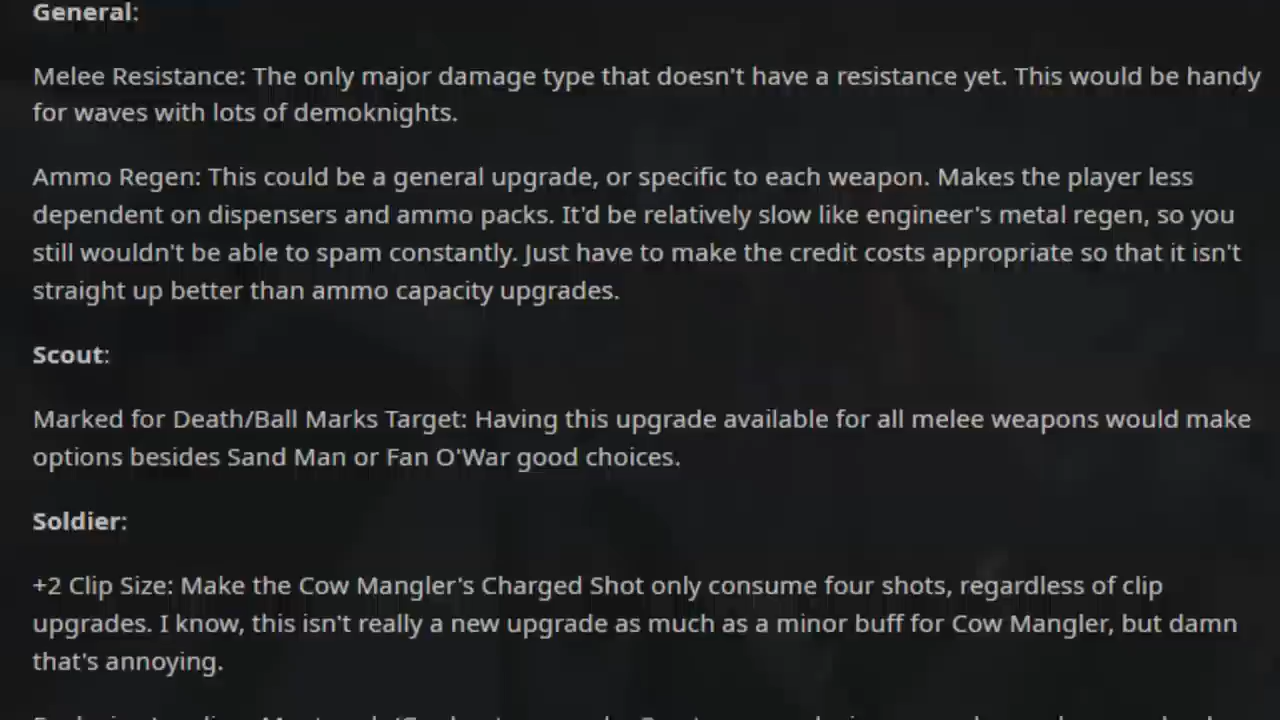 General:
Melee Resistance: The only major damage type that doesn't have a resistance yet. This would be handy
for waves with lots of demoknights.
Ammo Regen: This could be a general upgrade, or specific to each weapon. Makes the player less
dependent on dispensers and ammo packs. It'd be relatively slow like engineer's metal regen, so you
still wouldn't be able to spam constantly. Just have to make the credit costs appropriate so that it isn't
straight up better than ammo capacity upgrades.
Scout:
Marked for Death/Ball Marks Target: Having this upgrade available for all melee weapons would make
options besides Sand Man or Fan O'War good choices.
Soldier:
+2 Clip Size: Make the Cow Mangler's Charged Shot only consume four shots, regardless of clip
upgrades. I know, this isn't really a new upgrade as much as a minor buff for Cow Mangler, but damn
that's annoying.